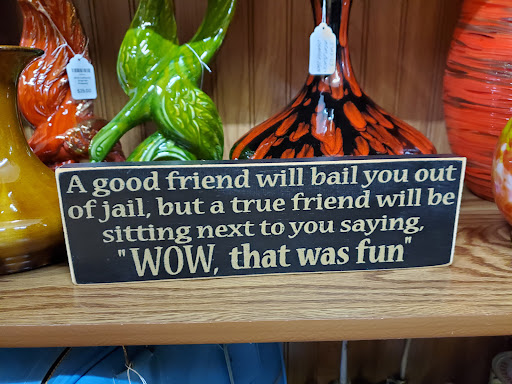 A good friend will bail you out
of jail, but a true friend will be
sitting next to you saying,
"WOW, that was fun"